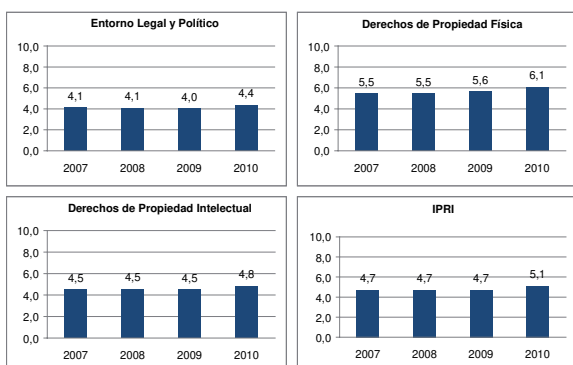 Entorno Legal y Político
10,0
8,0
6,0
4,0
2,0
0,0
4,1 4,1 4,0 4,4
2007 2008 2009 2010
Derechos de Propiedad Física
10,0
8,0
6,0
4,0
2,0
0,0
5,5 5,5 5,6 6,1
2007 2008 2009 2010
Derechos de Propiedad Intelectual
10,0
8,0
6,0
4,0
2,0
0,0
4,5 4,5 4,5 4,8
2007 2008 2009 2010
IPRI
10,0
8,0
6,0
4,0
2,0
0,0
4,7 4,7 4,7 5,1
2007 2008 2009 2010